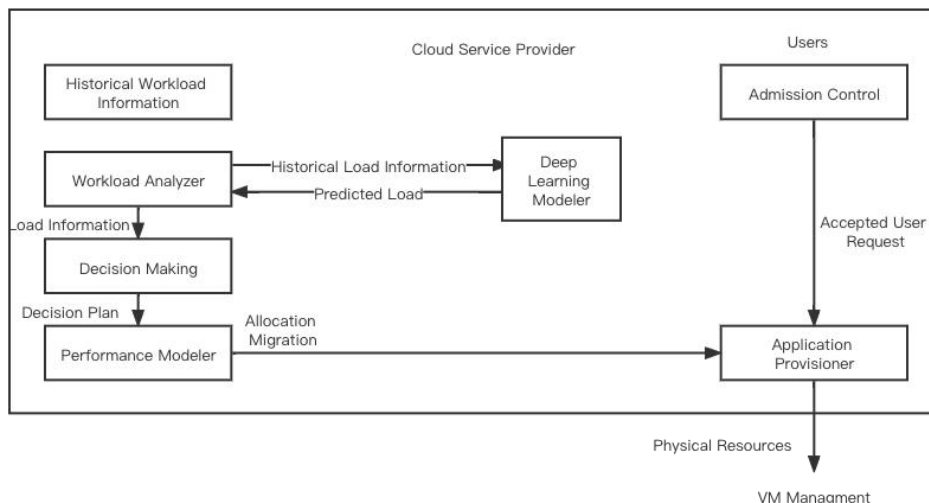 Cloud Service Provider
Users
Historical Workload
Information
Admission Control
Workload Analyzer
Historical Load Information
Predicted Load
Deep
Learning
Modeler
Load Information
Accepted User
Request
Decision Making
Decision Plan
Performance Modeler
Allocation
Migration
Application
Provisioner
Physical Resources
VM Managment